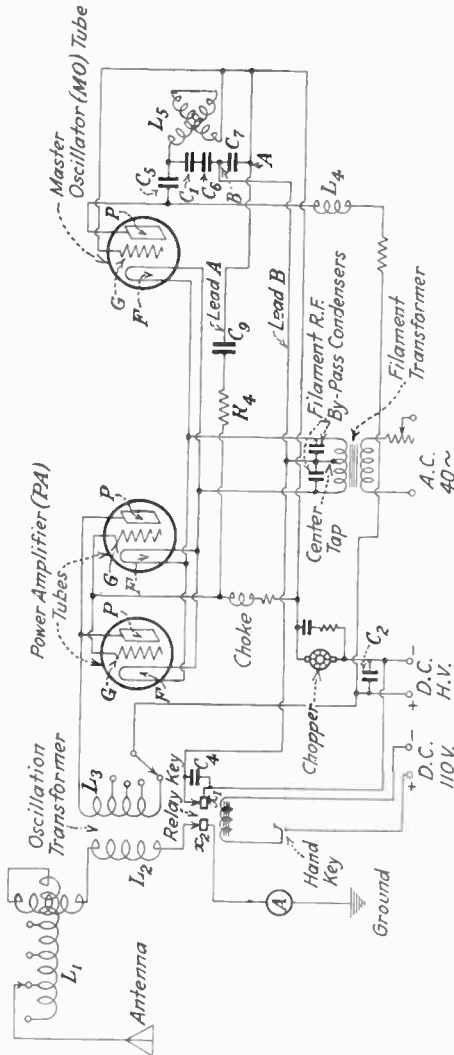 Antenna
L1
Oscillation
Transformer
L2
L3
Relay Key
x2
x1
C4
Hand
Key
A
Ground
D.C.
110 V.
+
-
D.C.
H.V.
+
-
C2
Chopper
Choke
Power Amplifier (PA)
Tubes
G
P
F
G
P
F
R4
C9
Lead A
Lead B
Filament R.F.
By-Pass Condensers
Center
Tap
Filament
Transformer
A.C.
40~
Master
Oscillator (MO) Tube
G
P
F
C5
L5
C1
C6
C7
B
A
L4